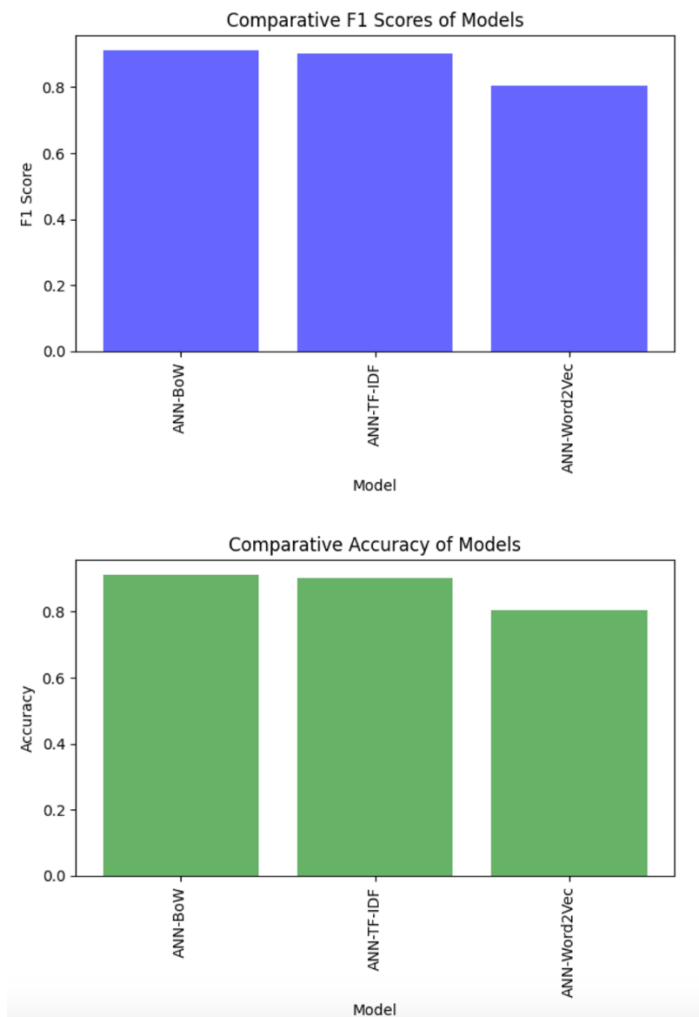 Comparative F1 Scores of Models
0.8
0.6
0.4
0.2
0.0
F1 Score
ANN-BoW
ANN-TF-IDF
ANN-Word2Vec
Model
Comparative Accuracy of Models
0.8
0.6
0.4
0.2
0.0
Accuracy
ANN-BoW
ANN-TF-IDF
ANN-Word2Vec
Model